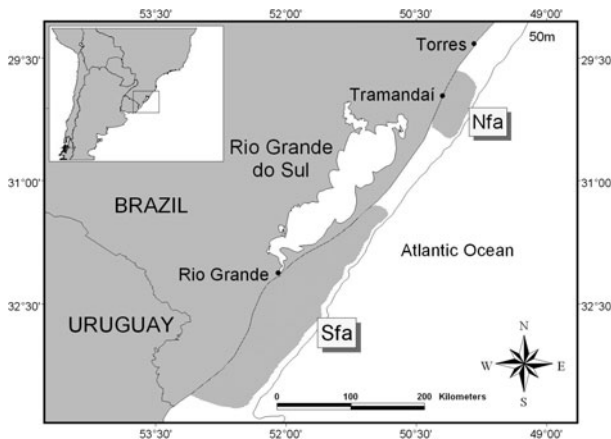 53°30' 52°00' 50°30' 49°00'
50m
Torres
29°30' 29°30'
Tramandaí
Nfa
Rio Grande
do Sul
31°00' 31°00'
BRAZIL
Atlantic Ocean
Rio Grande
32°30' 32°30'
URUGUAY
Sfa
N
W E
S
0 100 200 Kilometers
53°30' 52°00' 50°30' 49°00'